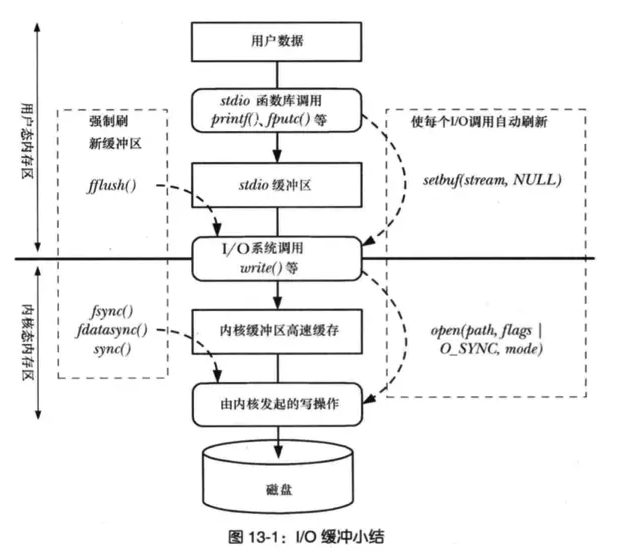 用户数据
用户态内存区
强制刷
新缓冲区
fflush()
stdio 函数库调用
printf()、fputc() 等
使每个I/O调用自动刷新
setbuf(stream, NULL)
stdio 缓冲区
I/O 系统调用
write() 等
内核态内存区
fsync()
fdatasync()
sync()
内核缓冲区高速缓存
open(path, flags |
O_SYNC, mode)
由内核发起的写操作
磁盘
图 13-1：I/O 缓冲小结